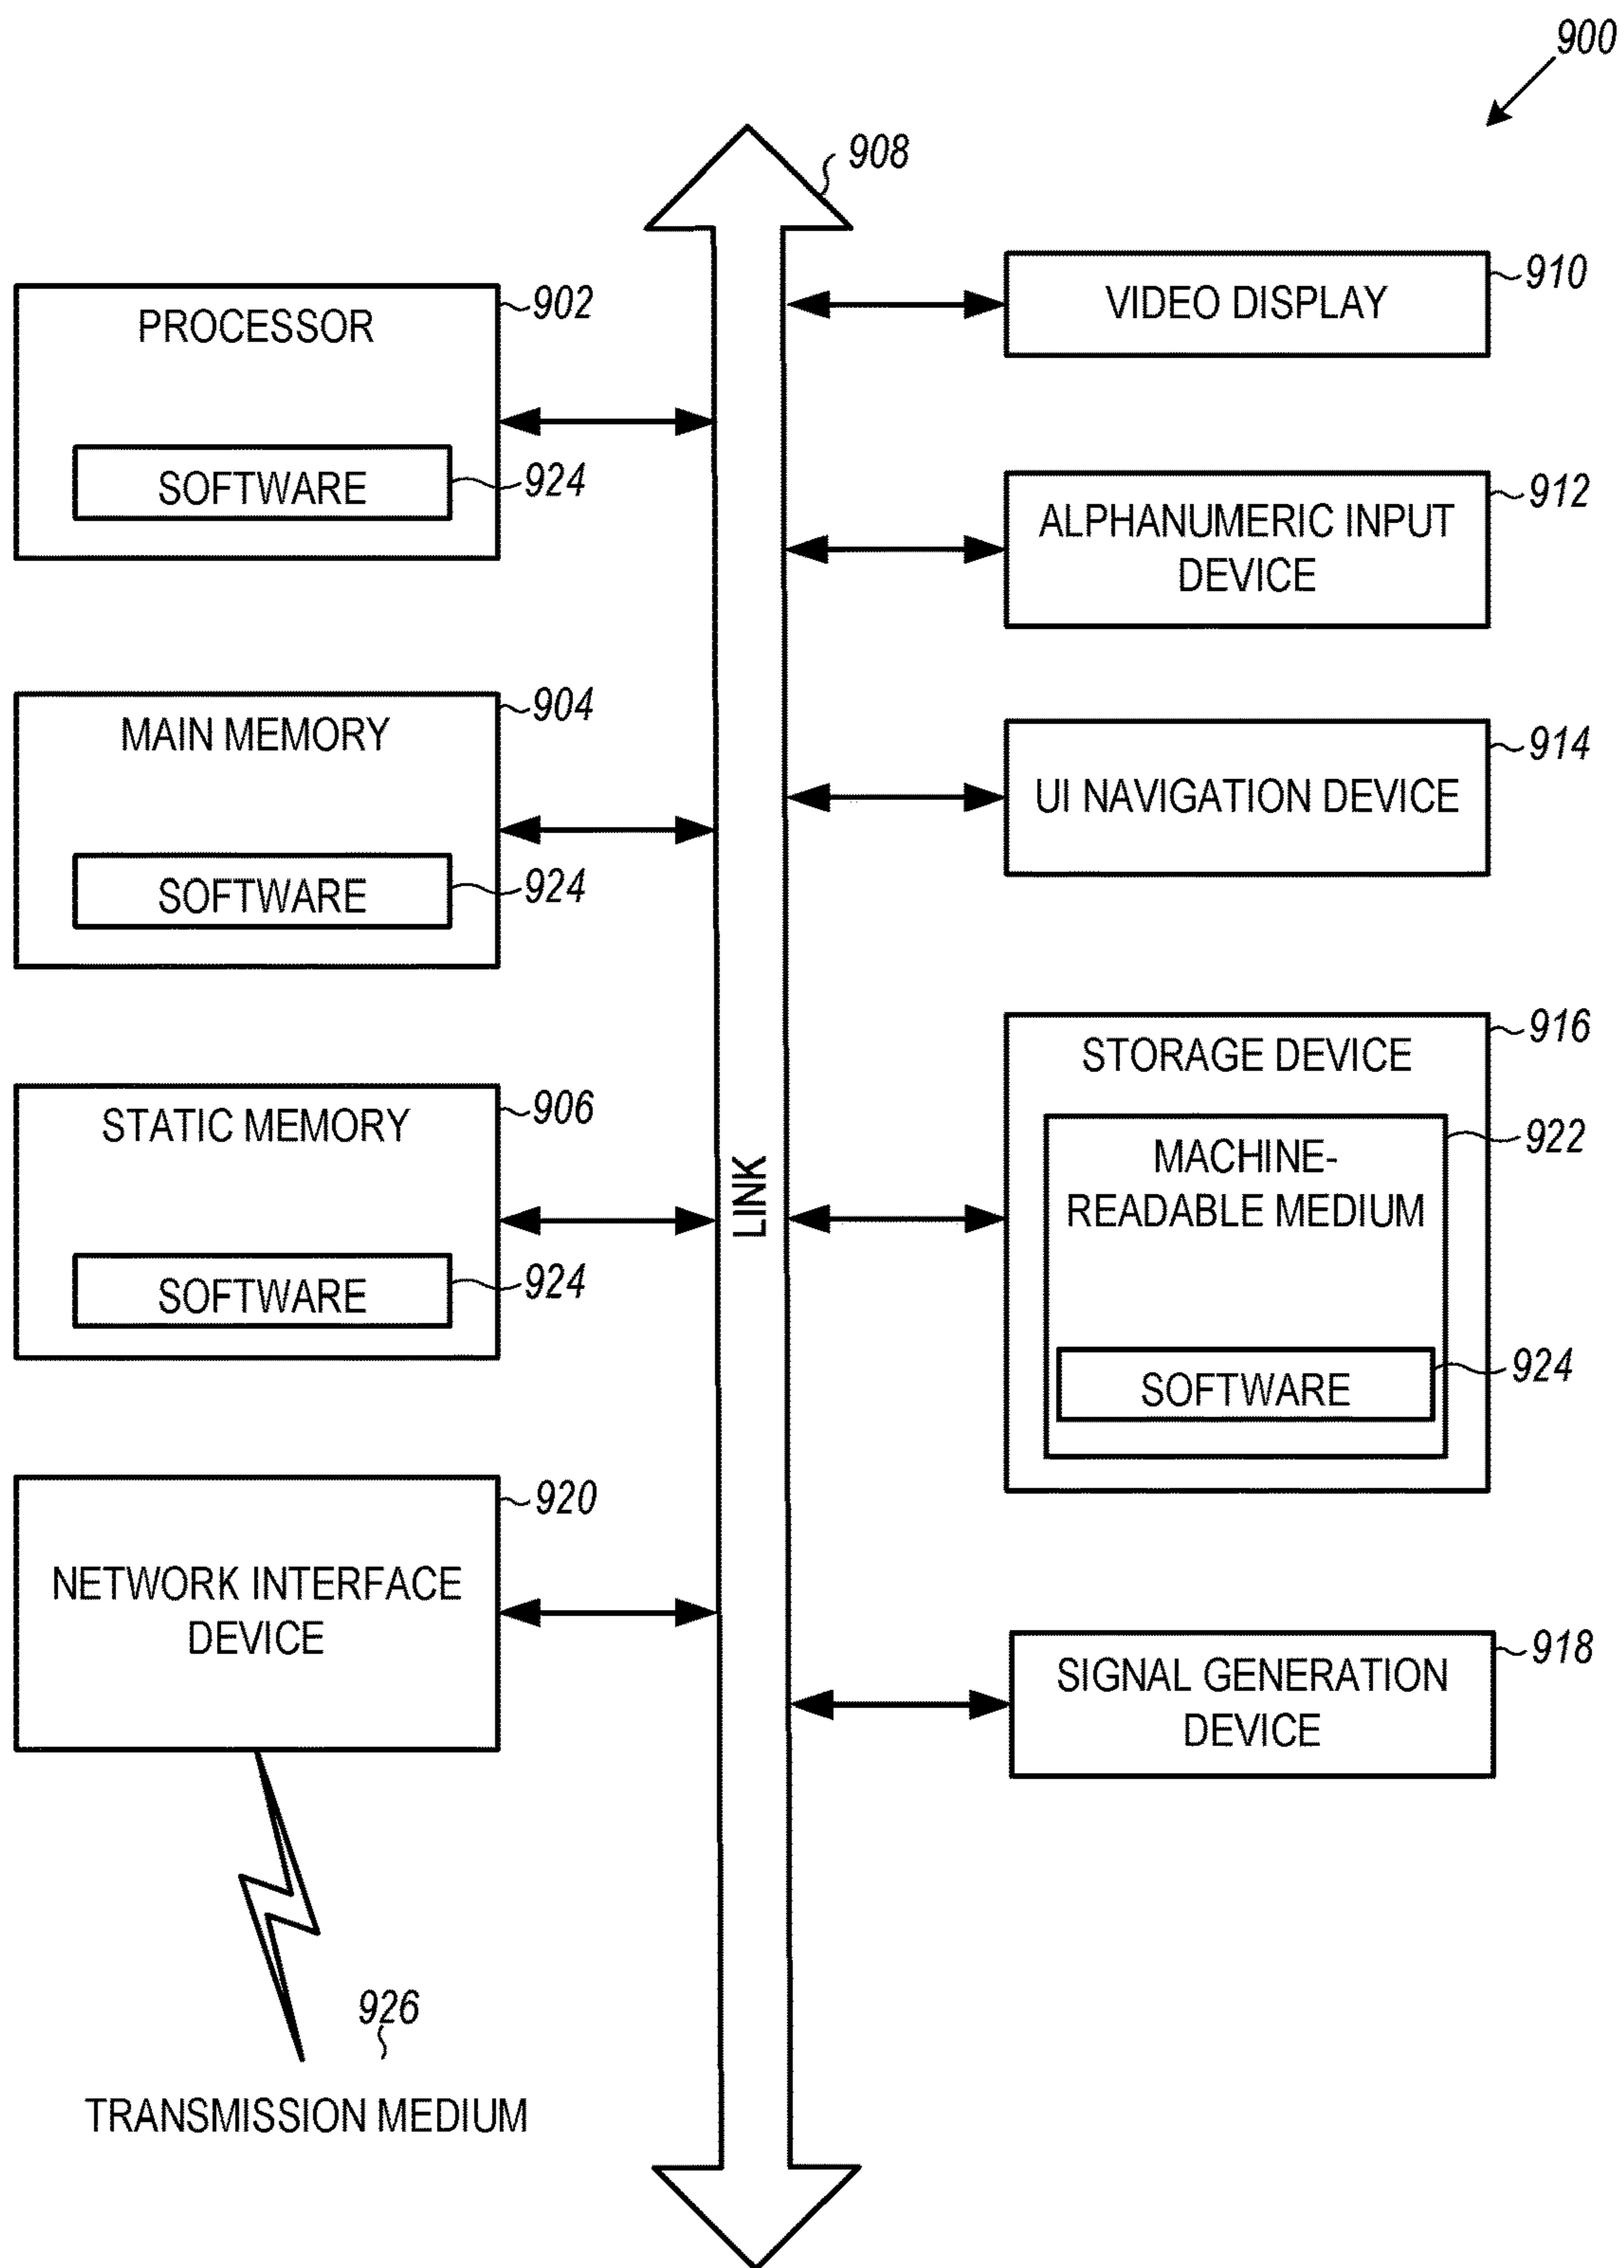 900
908
PROCESSOR
902
SOFTWARE
924
MAIN MEMORY
904
SOFTWARE
924
STATIC MEMORY
906
SOFTWARE
924
NETWORK INTERFACE
DEVICE
920
926
TRANSMISSION MEDIUM
LINK
VIDEO DISPLAY
910
ALPHANUMERIC INPUT
DEVICE
912
UI NAVIGATION DEVICE
914
STORAGE DEVICE
916
MACHINE-
READABLE MEDIUM
922
SOFTWARE
924
SIGNAL GENERATION
DEVICE
918